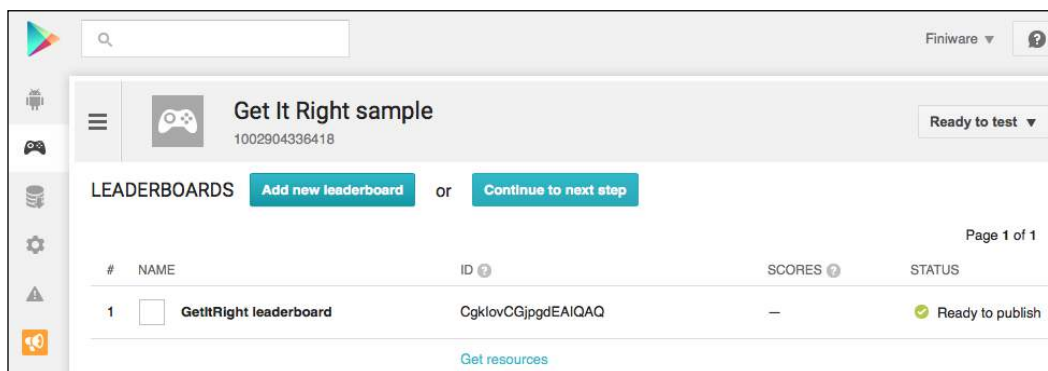 Finiware
Get It Right sample
1002904336418
Ready to test
LEADERBOARDS Add new leaderboard or Continue to next step
Page 1 of 1
# NAME ID SCORES STATUS
1 GetItRight leaderboard CgkIovCGjpgdEAIQAQ — Ready to publish
Get resources